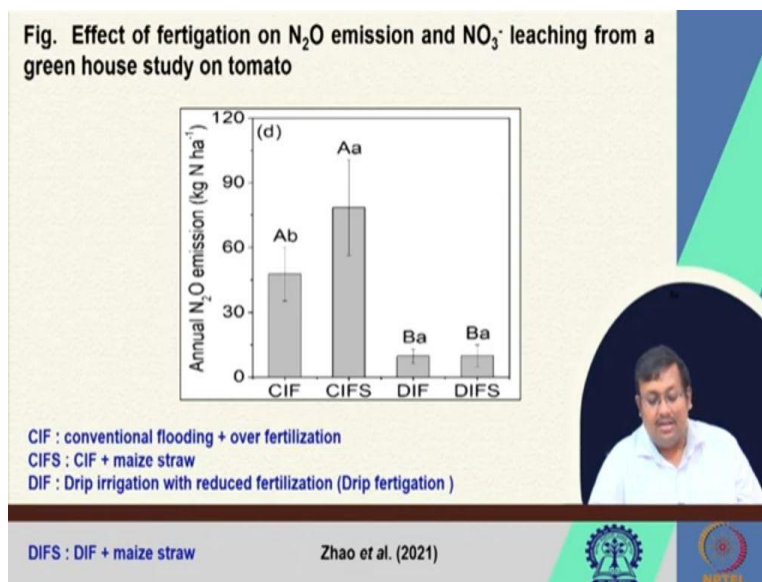 Fig. Effect of fertigation on N₂O emission and NO₃⁻ leaching from a
green house study on tomato
(d)
Annual N₂O emission (kg N ha⁻¹)
120
90
60
30
0
Ab
Aa
Ba
Ba
CIF
CIFS
DIF
DIFS
CIF : conventional flooding + over fertilization
CIFS : CIF + maize straw
DIF : Drip irrigation with reduced fertilization (Drip fertigation )
DIFS : DIF + maize straw
Zhao et al. (2021)
NPTEL